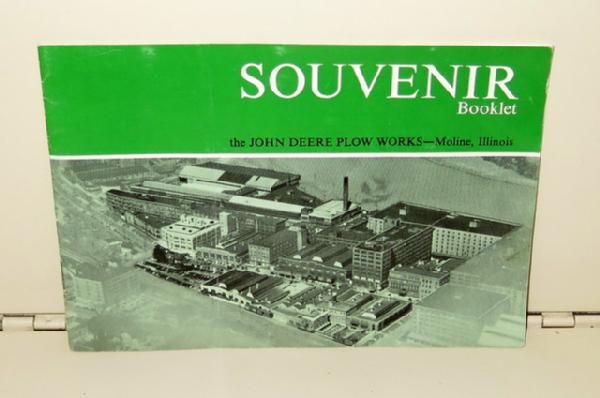 SOUVENIR
Booklet
the JOHN DEERE PLOW WORKS—Moline, Illinois